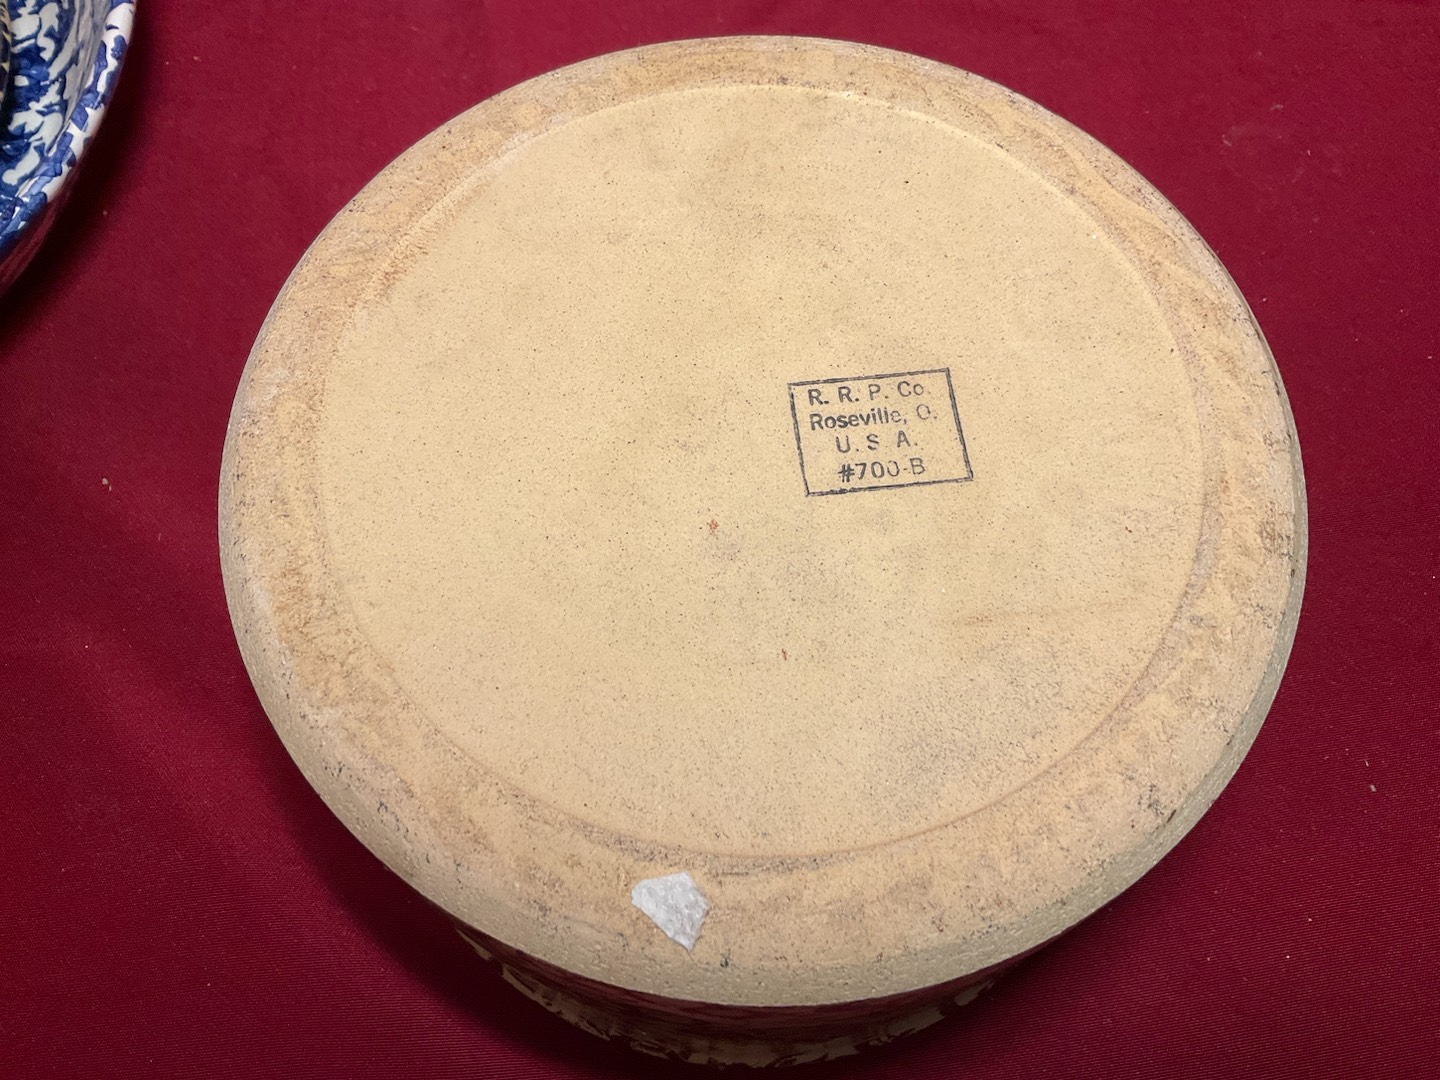 R. R. P. Co.
Roseville, O.
U. S. A.
#700-B